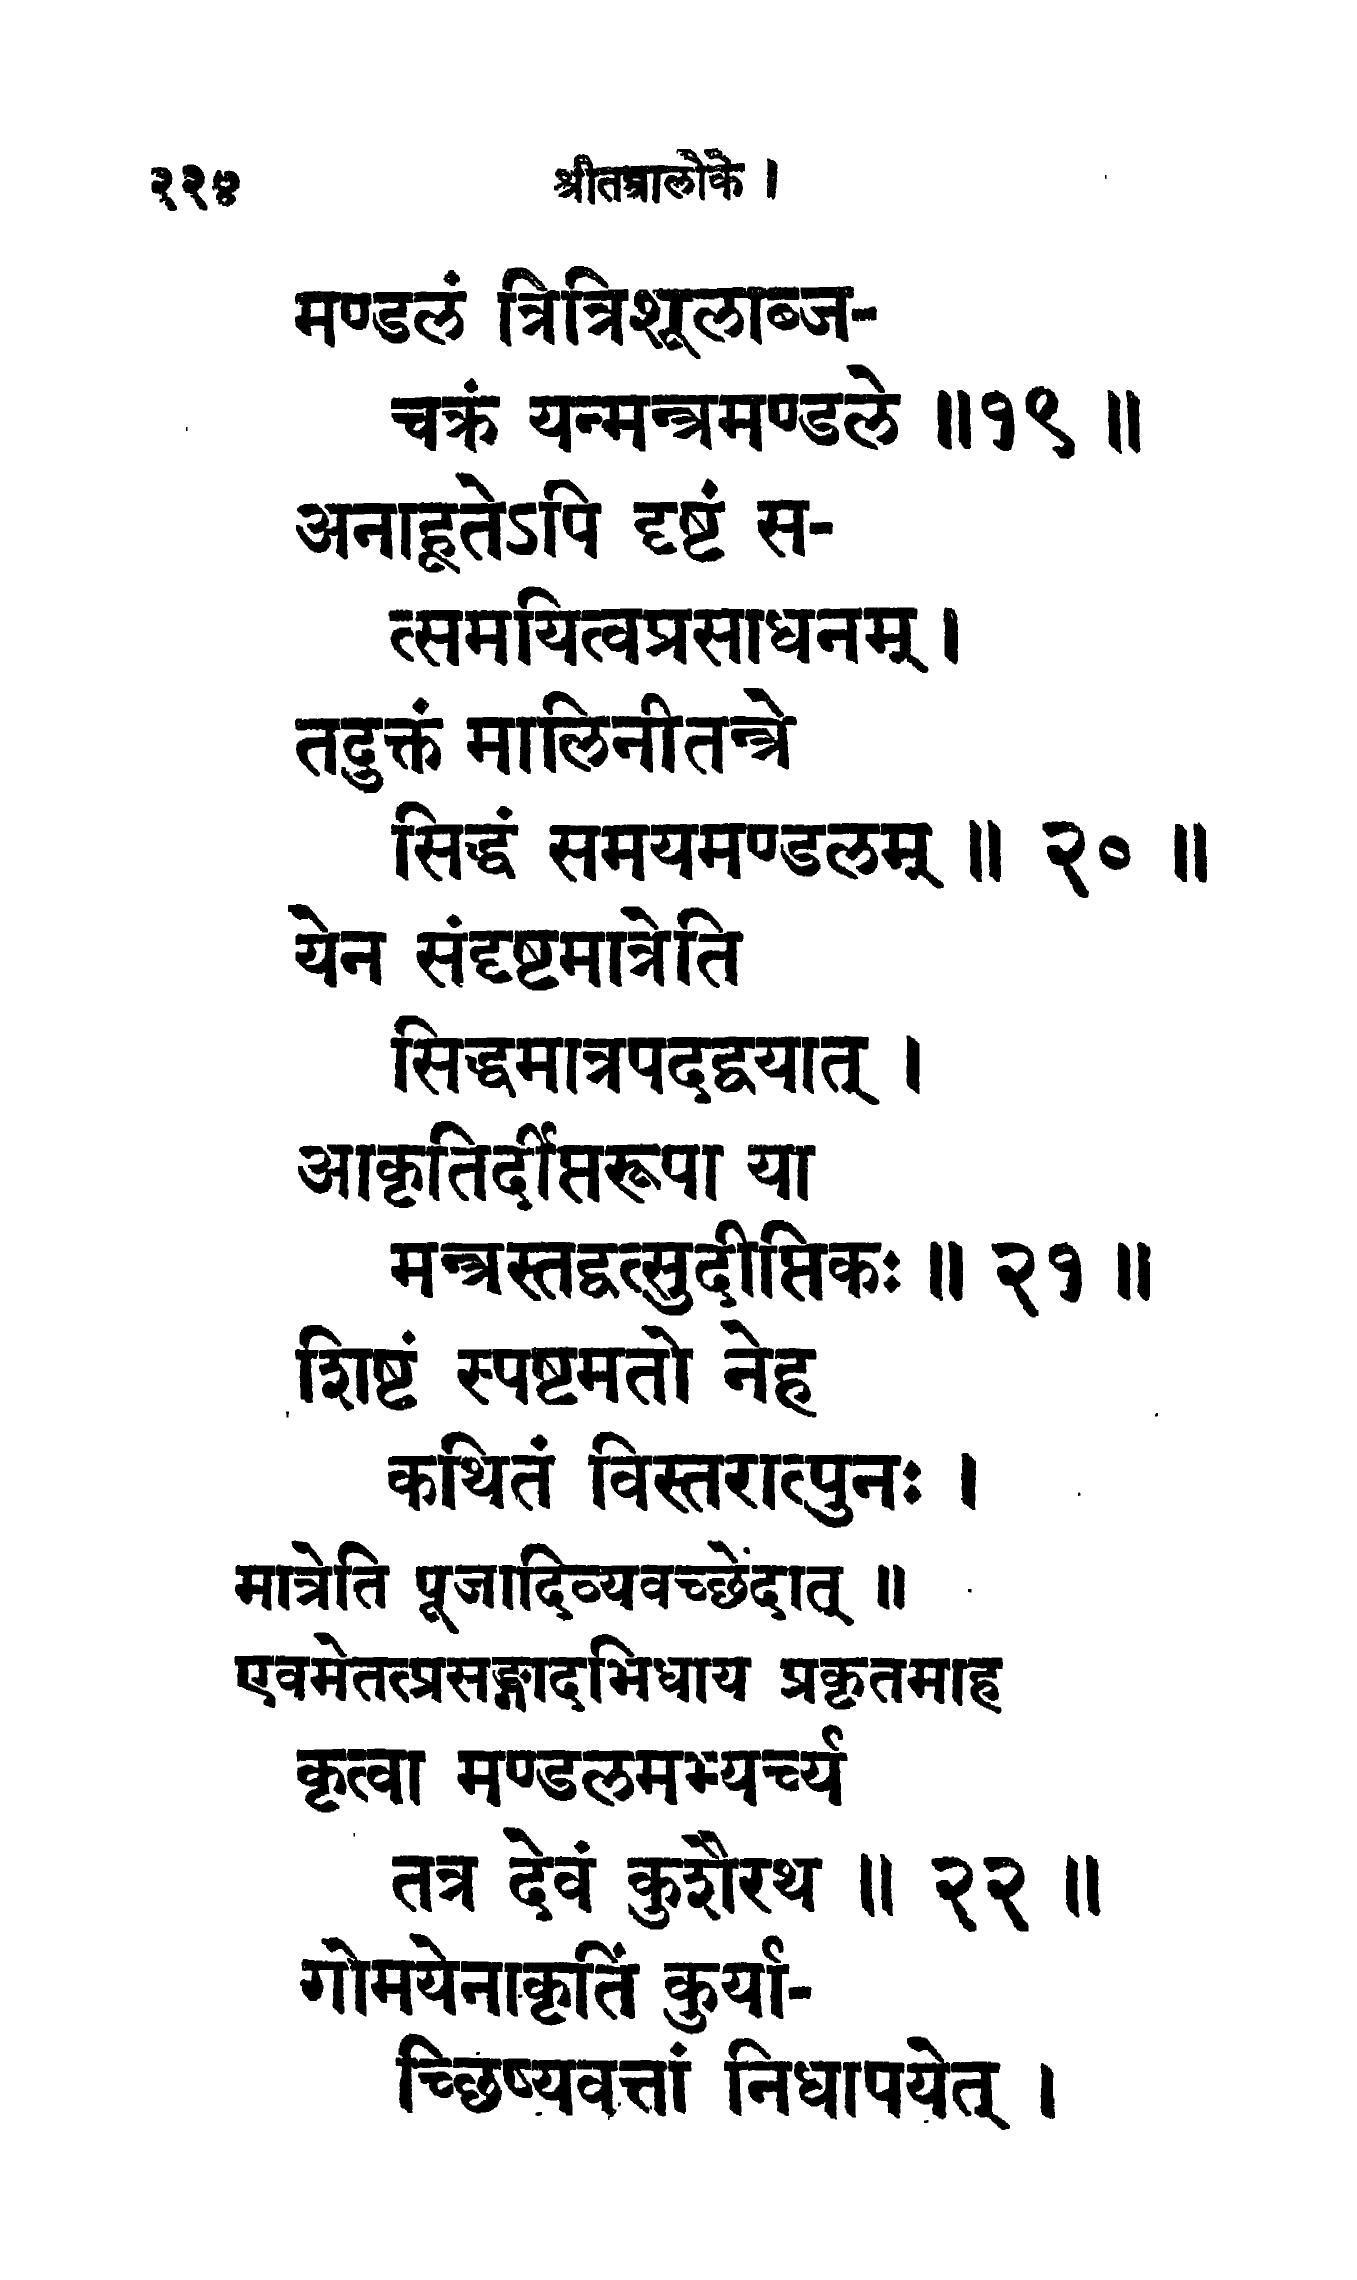 २२४ श्रीतन्त्रालोके ।
मण्डलं त्रित्रिशूलाब्ज-
चक्रं यन्मन्त्रमण्डले ॥१९॥
अनाहूतेऽपि दृष्टं स-
त्समयित्वप्रसाधनम् ।
तदुक्तं मालिनीतन्त्रे
सिद्धं समयमण्डलम् ॥ २० ॥
येन संदृष्टमात्रेति
सिद्धमात्रपदद्वयात् ।
आकृतिर्दीप्तरूपा या
मन्त्रस्तद्वत्सुदीप्तिकः ॥ २१ ॥
शिष्टं स्पष्टमतो नेह
कथितं विस्तरात्पुनः ।
मात्रेति पूजादिव्यवच्छेदात् ॥
एवमेतत्प्रसङ्गादभिधाय प्रकृतमाह
कृत्वा मण्डलमभ्यर्च्य
तत्र देवं कुशैरथ ॥ २२ ॥
गोमयेनाकृतिं कुर्या-
च्छिष्यवत्तां निधापयेत् ।